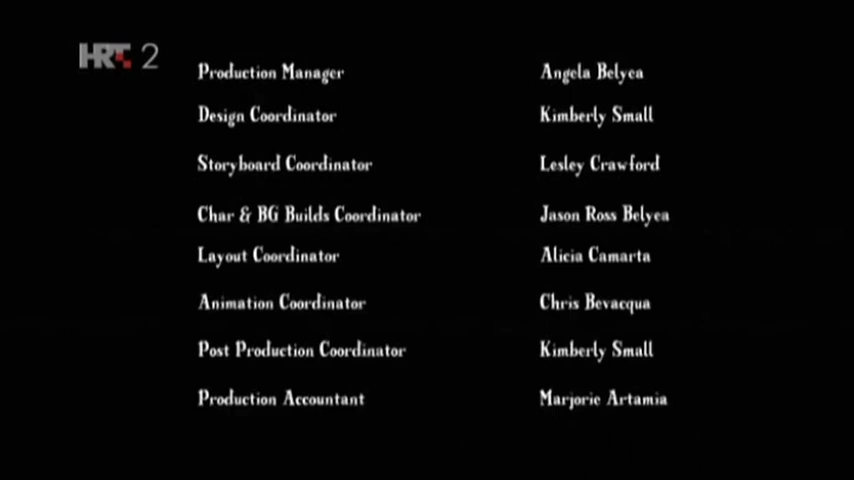 HRT 2
Production Manager Angela Belyea
Design Coordinator Kimberly Small
Storyboard Coordinator Lesley Crawford
Char & BG Builds Coordinator Jason Ross Belyea
Layout Coordinator Alicia Camarta
Animation Coordinator Chris Bevacqua
Post Production Coordinator Kimberly Small
Production Accountant Marjorie Artamia